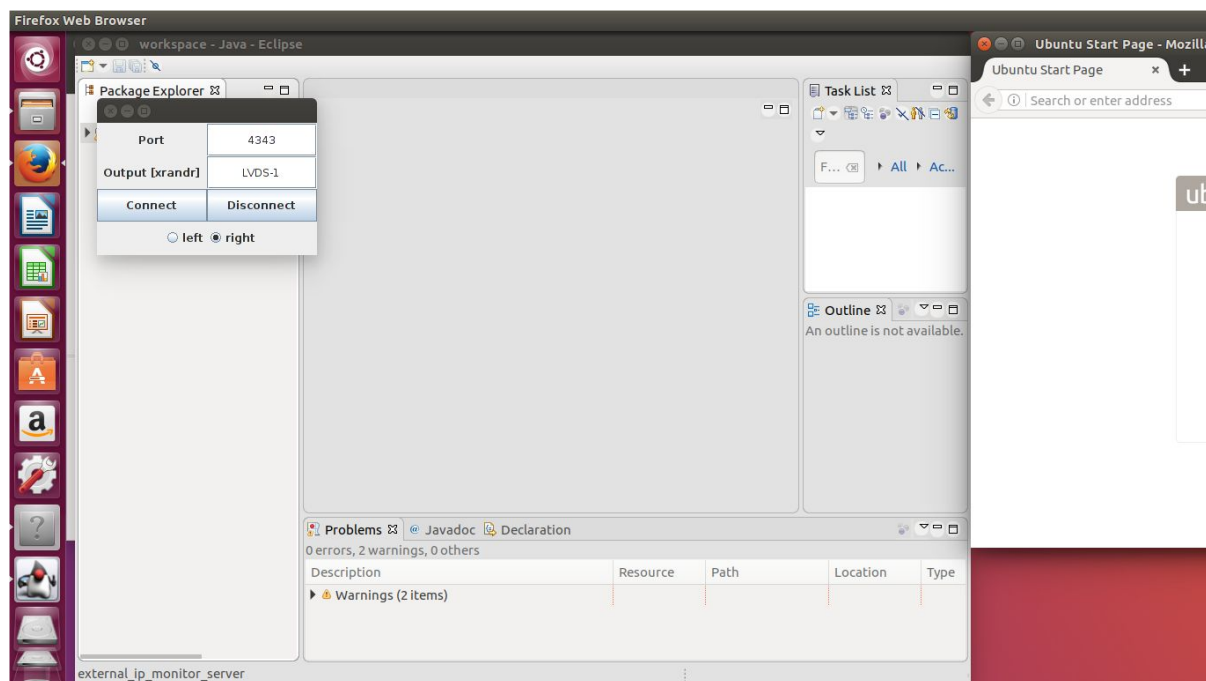 Firefox Web Browser
workspace - Java - Eclipse
Package Explorer
Port
4343
Output [xrandr]
LVDS-1
Connect
Disconnect
left
right
Task List
F...
All
Ac...
Outline
An outline is not available.
Problems
@ Javadoc
Declaration
0 errors, 2 warnings, 0 others
Description
Resource
Path
Location
Type
Warnings (2 items)
external_ip_monitor_server
Ubuntu Start Page - Mozill
Ubuntu Start Page
Search or enter address
ub
a
A
?